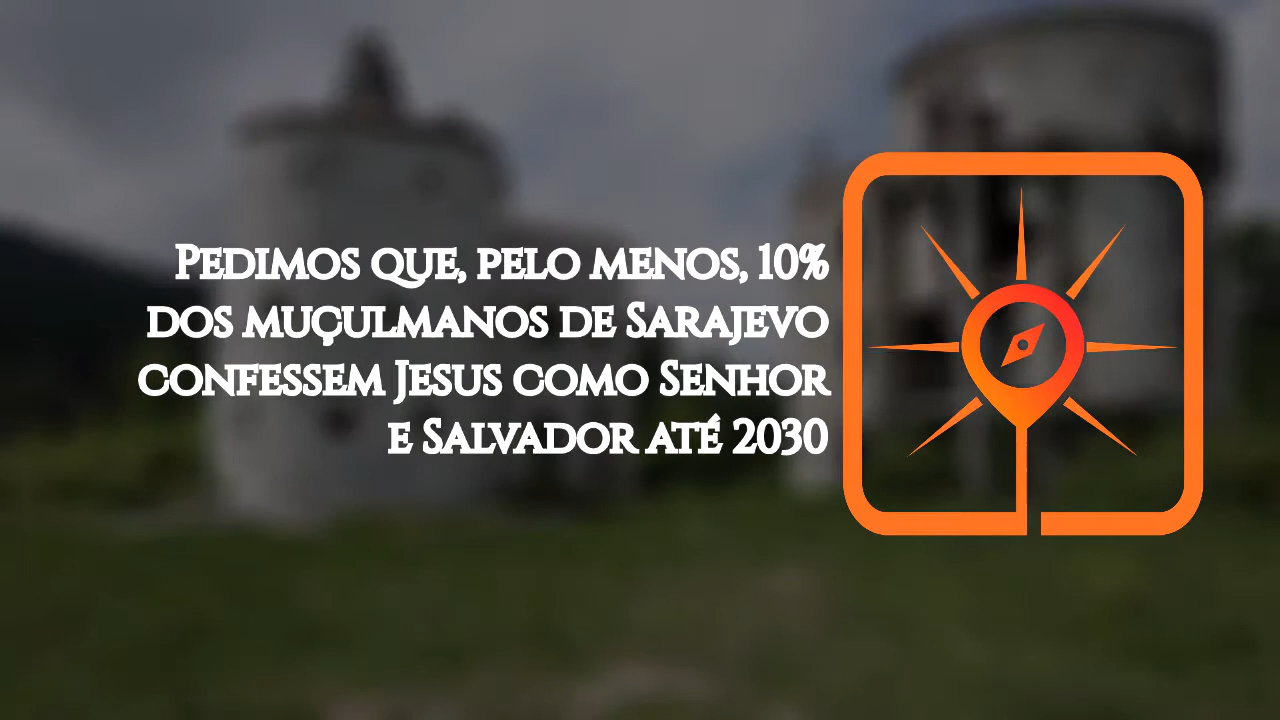 Pedimos que, pelo menos, 10%
dos muçulmanos de Sarajevo
confessem Jesus como Senhor
e Salvador até 2030